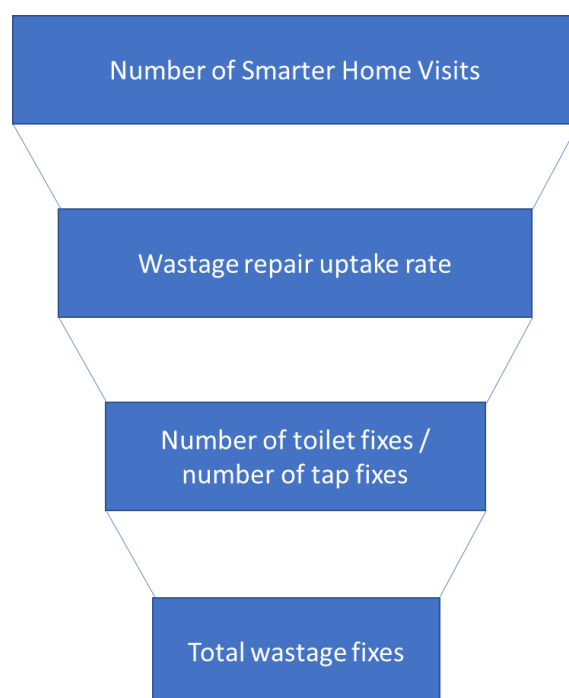 Number of Smarter Home Visits
Wastage repair uptake rate
Number of toilet fixes /
number of tap fixes
Total wastage fixes